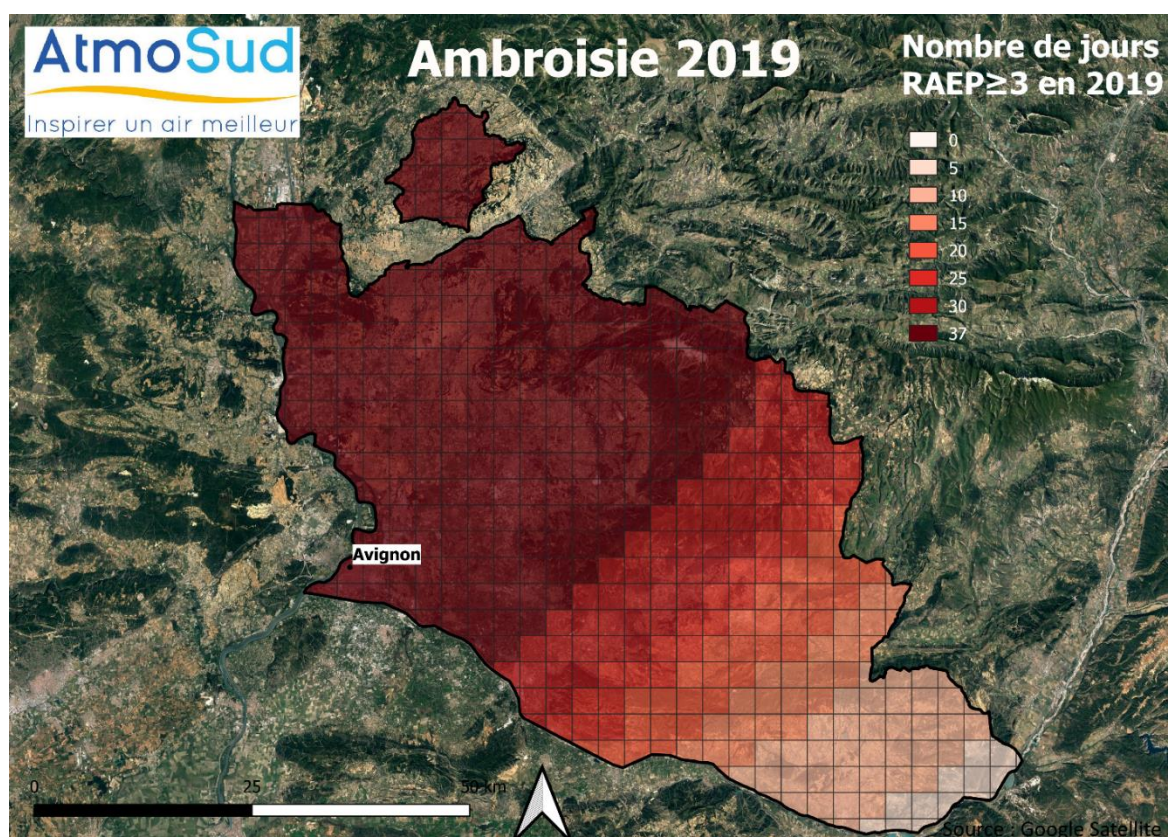 AtmoSud
Inspirer un air meilleur
Ambroisie 2019
Nombre de jours
RAEP≥3 en 2019
0
5
10
15
20
25
30
37
Avignon
0
25
50 km
Source : Google Satellite